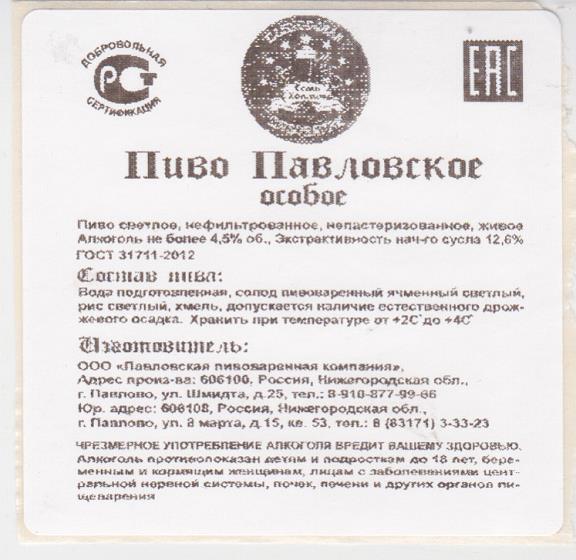 ДОБРОВОЛЬНАЯ
РСТ
СЕРТИФИКАЦИЯ
Семь
Холмов
EAC
Пиво Павловское
особое
Пиво светлое, нефильтрованное, непастеризованное, живое
Алкоголь не более 4,5% об., Экстрактивность нач-го сусла 12,6%
ГОСТ 31711-2012
Состав пива:
Вода подготовленная, солод пивоваренный ячменный светлый,
рис светлый, хмель, допускается наличие естественного дрож-
жевого осадка. Хранить при температуре от +2С˚до +4С˚
Изготовитель:
ООО «Павловская пивоваренная компания»,
Адрес произ-ва: 606100, Россия, Нижегородская обл.,
г. Павлово, ул. Шмидта, д.25, тел.: 8-910-877-99-66
Юр. адрес: 606108, Россия, Нижегородская обл.,
г. Павлово, ул. 8 марта, д.15, кв. 53, тел.: 8 (83171) 3-33-23
ЧРЕЗМЕРНОЕ УПОТРЕБЛЕНИЕ АЛКОГОЛЯ ВРЕДИТ ВАШЕМУ ЗДОРОВЬЮ.
Алкоголь противопоказан детям и подросткам до 18 лет, бере-
менным и кормящим женщинам, лицам с заболеваниями цент-
ральной нервной системы, почек, печени и других органов пи-
щеварения